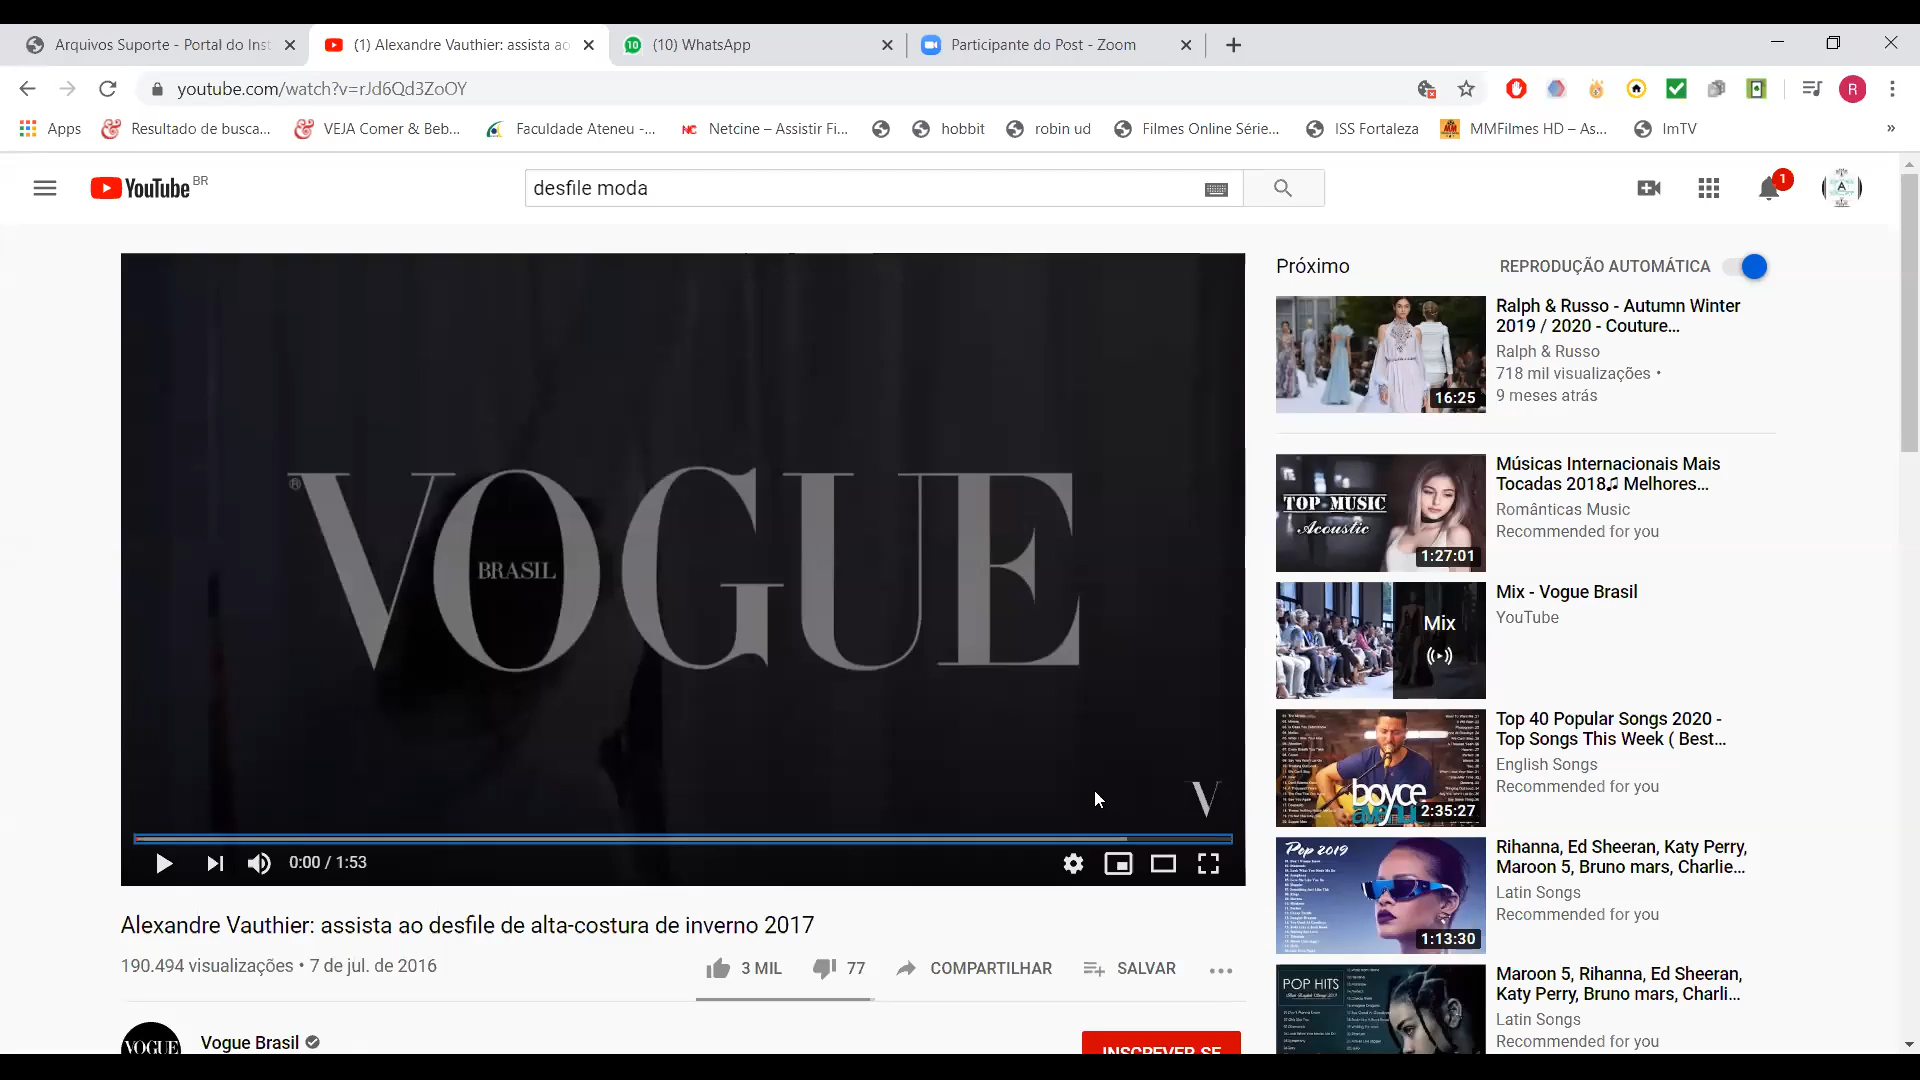 Arquivos Suporte - Portal do Inst
(1) Alexandre Vauthier: assista ao
(10) WhatsApp
Participante do Post - Zoom
youtube.com/watch?v=rJd6Qd3ZoOY
R
Apps
Resultado de busca...
VEJA Comer & Beb...
Faculdade Ateneu -...
NC
Netcine – Assistir Fi...
hobbit
robin ud
Filmes Online Série...
ISS Fortaleza
MMFilmes HD – As...
ImTV
»
YouTube BR
desfile moda
1
A
VOGUE
®
BRASIL
V
0:00 / 1:53
Alexandre Vauthier: assista ao desfile de alta-costura de inverno 2017
190.494 visualizações • 7 de jul. de 2016
3 MIL
77
COMPARTILHAR
SALVAR
VOGUE
Vogue Brasil
INSCREVER-SE
Próximo
REPRODUÇÃO AUTOMÁTICA
16:25
Ralph & Russo - Autumn Winter
2019 / 2020 - Couture...
Ralph & Russo
718 mil visualizações •
9 meses atrás
TOP MUSIC
Acoustic
1:27:01
Músicas Internacionais Mais
Tocadas 2018♫ Melhores...
Românticas Music
Recommended for you
Mix
Mix - Vogue Brasil
YouTube
boyce
avenue
2:35:27
Top 40 Popular Songs 2020 -
Top Songs This Week ( Best...
English Songs
Recommended for you
Pop 2019
1:13:30
Rihanna, Ed Sheeran, Katy Perry,
Maroon 5, Bruno mars, Charlie...
Latin Songs
Recommended for you
POP HITS
Maroon 5, Rihanna, Ed Sheeran,
Katy Perry, Bruno mars, Charli...
Latin Songs
Recommended for you